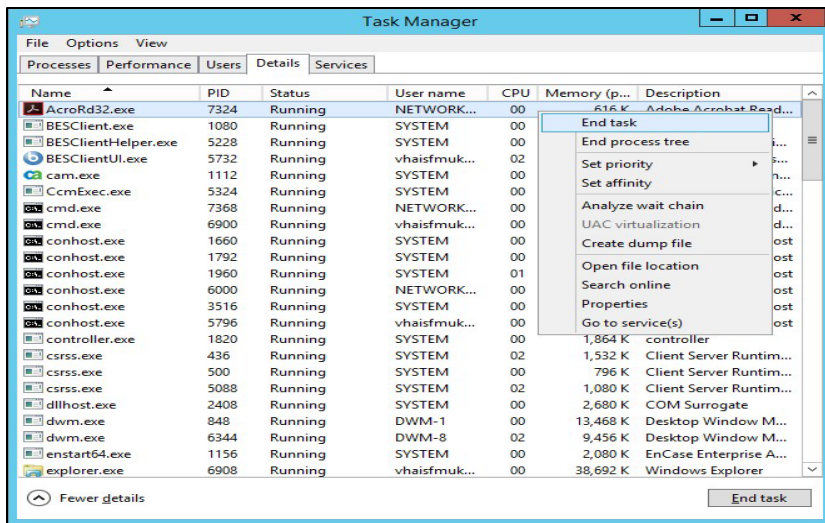 Task Manager
File Options View
Processes Performance Users Details Services
Name PID Status User name CPU Memory (p... Description
AcroRd32.exe 7324 Running NETWORK... 00 616 K Adobe Acrobat Read...
BESClient.exe 1080 Running SYSTEM 00 End task
BESClientHelper.exe 5228 Running SYSTEM 00 End process tree i...
BESClientUI.exe 5732 Running vhaisfmuk... 02 Set priority s...
cam.exe 1112 Running SYSTEM 00 Set affinity n...
CcmExec.exe 5324 Running SYSTEM 00 c...
cmd.exe 7368 Running NETWORK... 00 Analyze wait chain d...
cmd.exe 6900 Running vhaisfmuk... 00 UAC virtualization d...
conhost.exe 1660 Running SYSTEM 00 Create dump file ost
conhost.exe 1792 Running SYSTEM 00 Open file location ost
conhost.exe 1960 Running SYSTEM 01 Search online ost
conhost.exe 6000 Running NETWORK... 00 Properties ost
conhost.exe 3516 Running SYSTEM 00 ost
conhost.exe 5796 Running vhaisfmuk... 00 Go to service(s) ost
controller.exe 1820 Running SYSTEM 00 1,864 K controller
csrss.exe 436 Running SYSTEM 02 1,532 K Client Server Runtim...
csrss.exe 500 Running SYSTEM 00 796 K Client Server Runtim...
csrss.exe 5088 Running SYSTEM 02 1,080 K Client Server Runtim...
dllhost.exe 2408 Running SYSTEM 00 2,680 K COM Surrogate
dwm.exe 848 Running DWM-1 00 13,468 K Desktop Window M...
dwm.exe 6344 Running DWM-8 02 9,456 K Desktop Window M...
enstart64.exe 1156 Running SYSTEM 00 2,080 K EnCase Enterprise A...
explorer.exe 6908 Running vhaisfmuk... 00 38,692 K Windows Explorer
Fewer details End task